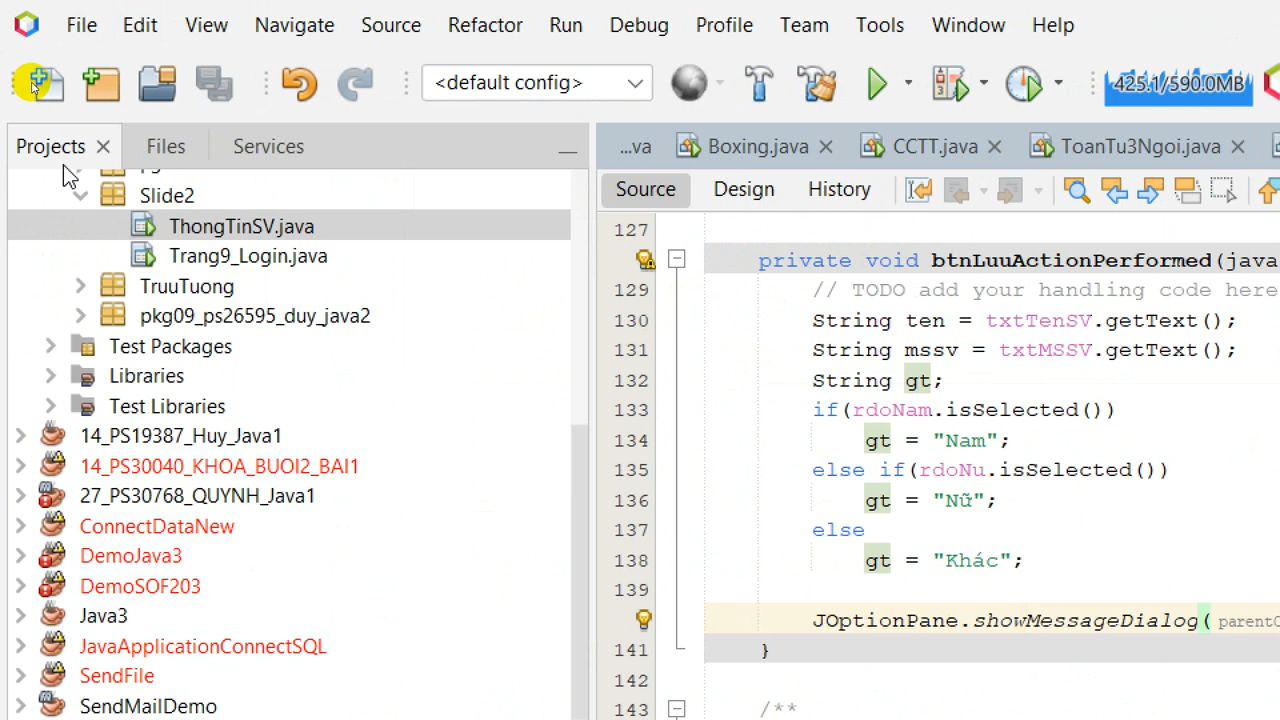 File Edit View Navigate Source Refactor Run Debug Profile Team Tools Window Help
<default config> 425.1/590.0MB
Projects Files Services
...va Boxing.java CCTT.java ToanTu3Ngoi.java
Source Design History
Slide2
ThongTinSV.java
Trang9_Login.java
TruuTuong
pkg09_ps26595_duy_java2
Test Packages
Libraries
Test Libraries
14_PS19387_Huy_Java1
14_PS30040_KHOA_BUOI2_BAI1
27_PS30768_QUYNH_Java1
ConnectDataNew
DemoJava3
DemoSOF203
Java3
JavaApplicationConnectSQL
SendFile
SendMailDemo
127
private void btnLuuActionPerformed(java
129 // TODO add your handling code here
130 String ten = txtTenSV.getText();
131 String mssv = txtMSSV.getText();
132 String gt;
133 if(rdoNam.isSelected())
134 gt = "Nam";
135 else if(rdoNu.isSelected())
136 gt = "Nữ";
137 else
138 gt = "Khác";
139
JOptionPane.showMessageDialog(
141 }
142
143 /**